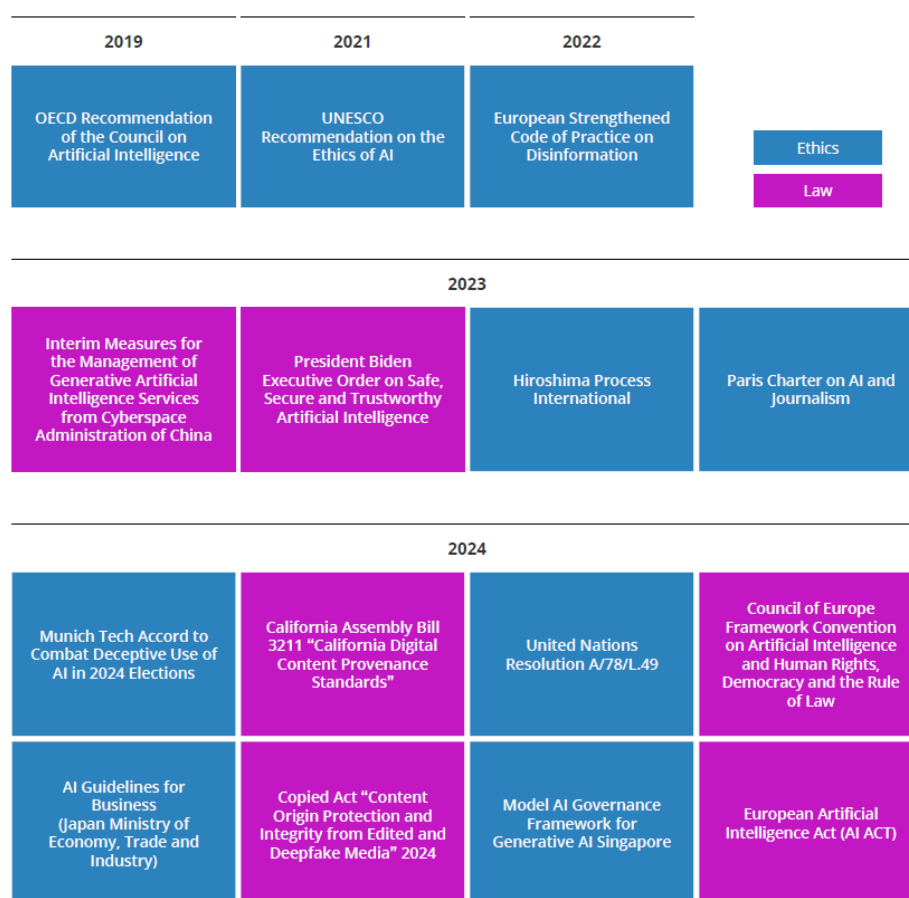 2019
2021
2022
OECD Recommendation
of the Council on
Artificial Intelligence
UNESCO
Recommendation on the
Ethics of AI
European Strengthened
Code of Practice on
Disinformation
Ethics
Law
2023
Interim Measures for
the Management of
Generative Artificial
Intelligence Services
from Cyberspace
Administration of China
President Biden
Executive Order on Safe,
Secure and Trustworthy
Artificial Intelligence
Hiroshima Process
International
Paris Charter on AI and
Journalism
2024
Munich Tech Accord to
Combat Deceptive Use of
AI in 2024 Elections
California Assembly Bill
3211 “California Digital
Content Provenance
Standards”
United Nations
Resolution A/78/L.49
Council of Europe
Framework Convention
on Artificial Intelligence
and Human Rights,
Democracy and the Rule
of Law
AI Guidelines for
Business
(Japan Ministry of
Economy, Trade and
Industry)
Copied Act “Content
Origin Protection and
Integrity from Edited and
Deepfake Media” 2024
Model AI Governance
Framework for
Generative AI Singapore
European Artificial
Intelligence Act (AI ACT)